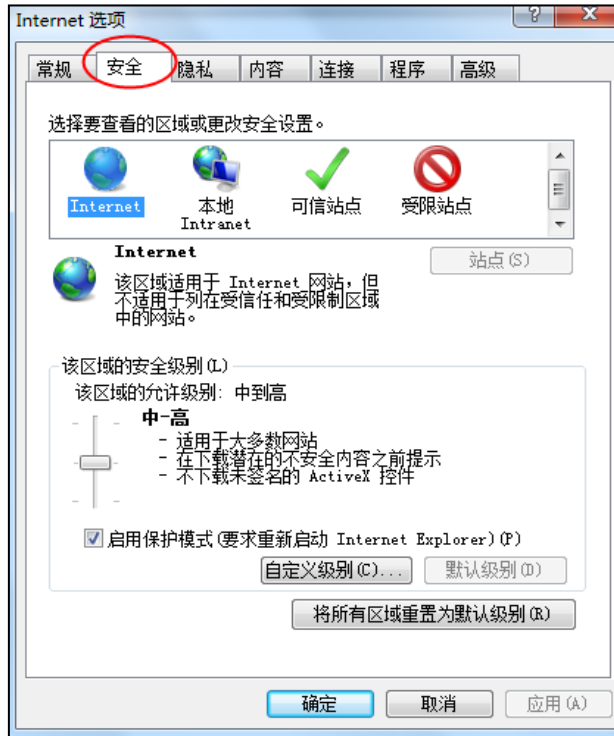 Internet 选项
常规 安全 隐私 内容 连接 程序 高级
选择要查看的区域或更改安全设置。
Internet 本地 可信站点 受限站点
Intranet
Internet
站点(S)
该区域适用于 Internet 网站，但
不适用于列在受信任和受限制区域
中的网站。
该区域的安全级别(L)
该区域的允许级别: 中到高
中-高
- 适用于大多数网站
- 在下载潜在的不安全内容之前提示
- 不下载未签名的 ActiveX 控件
启用保护模式(要求重新启动 Internet Explorer)(P)
自定义级别(C)... 默认级别(D)
将所有区域重置为默认级别(R)
确定 取消 应用(A)